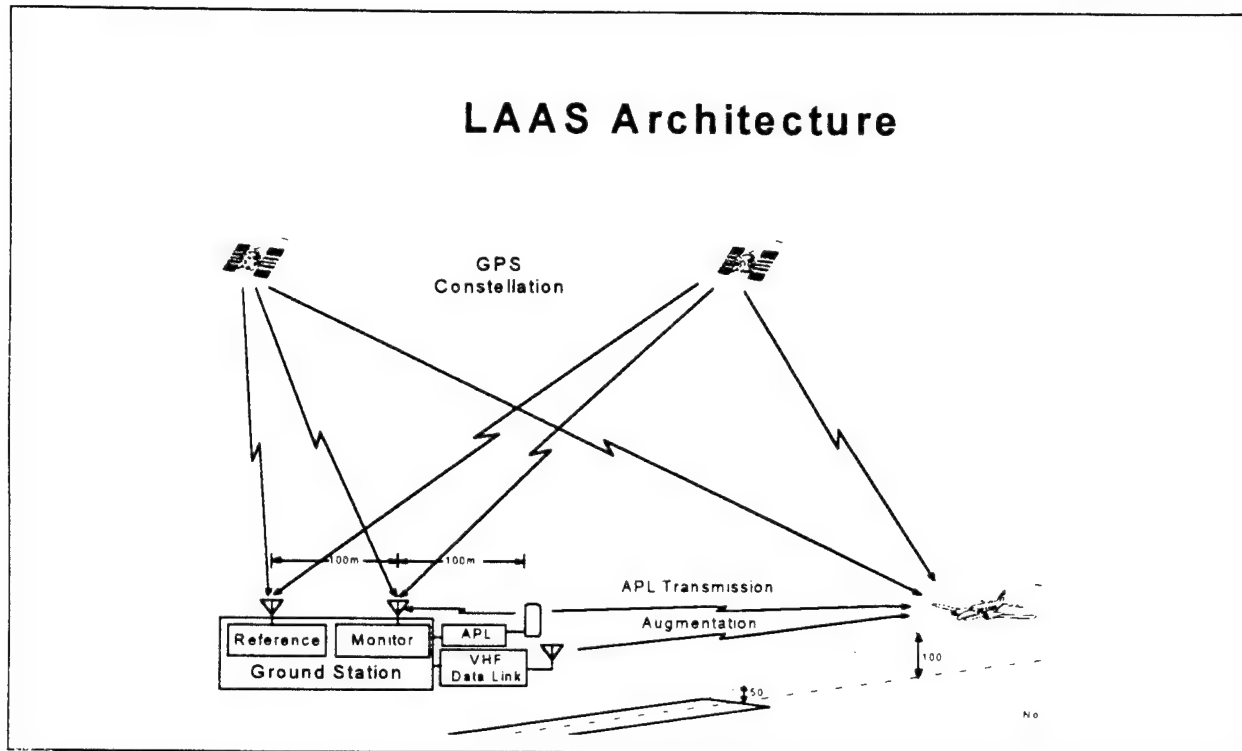 LAAS Architecture
GPS
Constellation
100m
100m
APL Transmission
Augmentation
Reference
Monitor
APL
Ground Station
VHF
Data Link
100
50
No